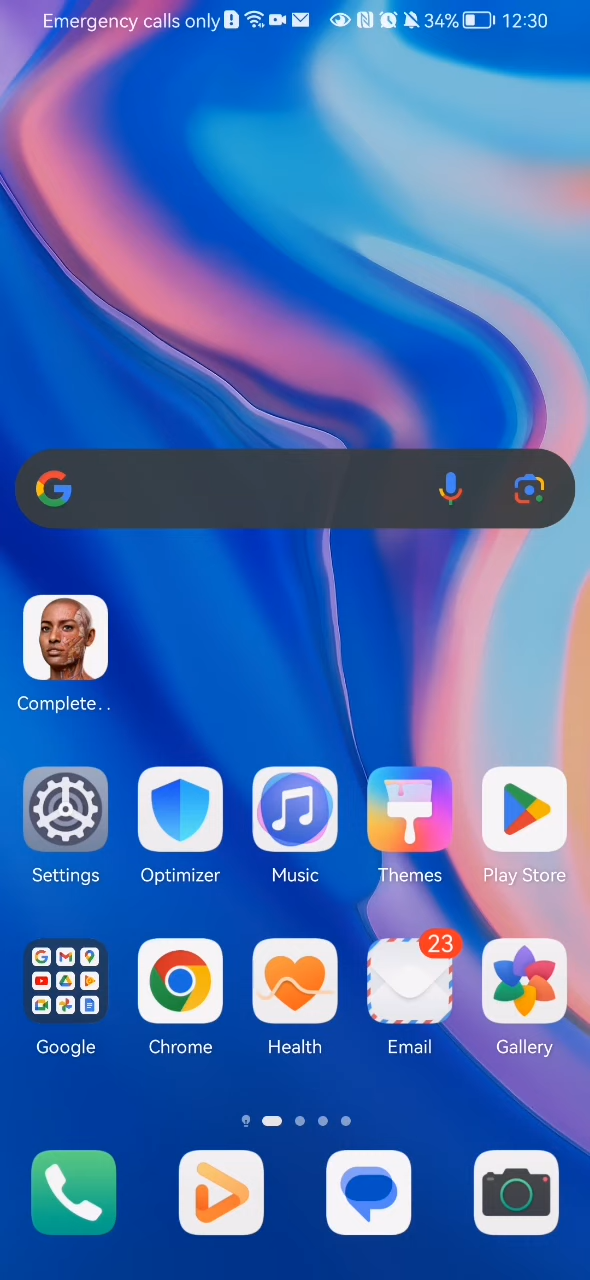 Emergency calls only 34% 12:30
Complete..
Settings Optimizer Music Themes Play Store
23
Google Chrome Health Email Gallery